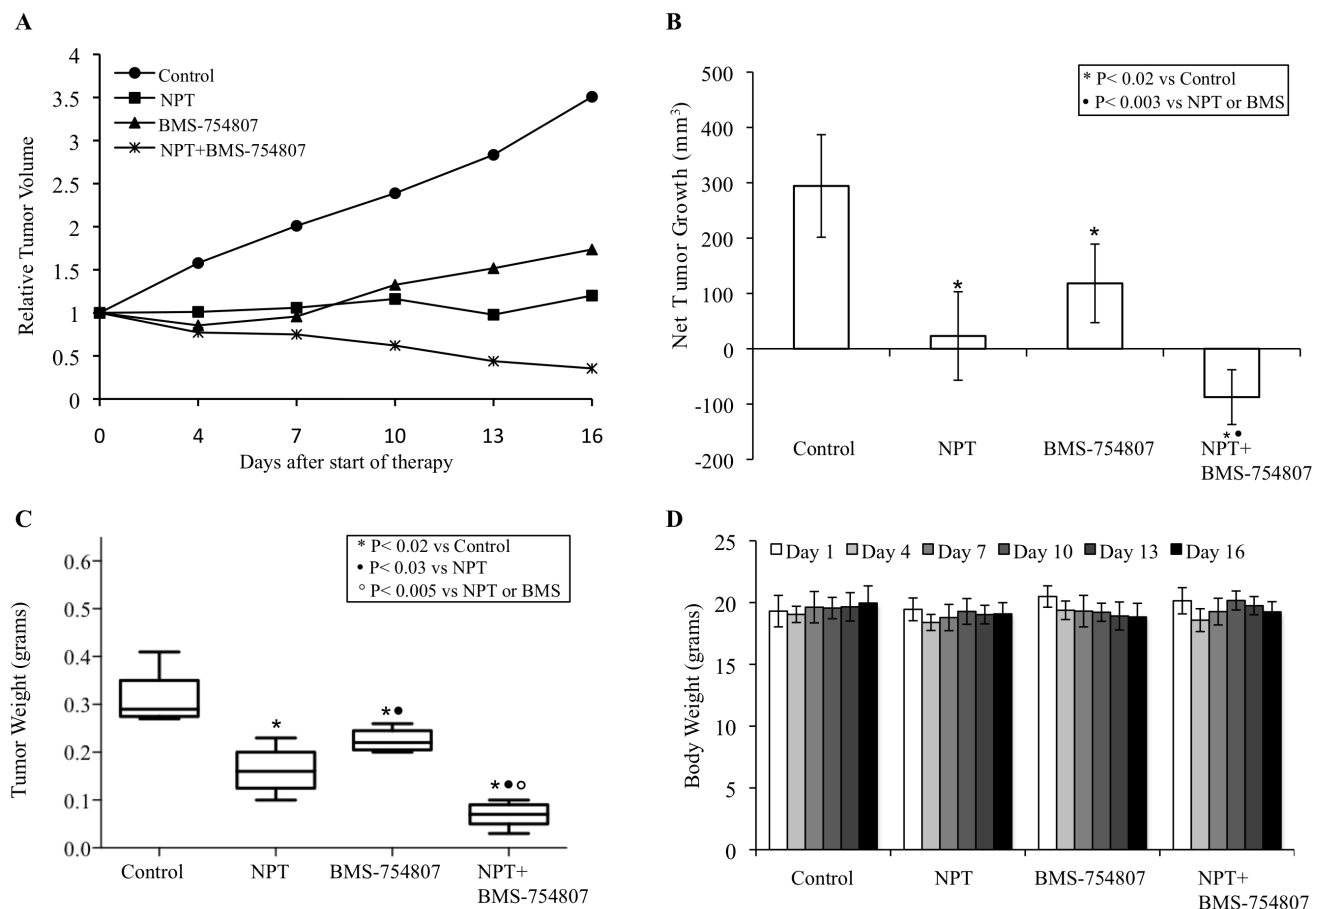 A
4
3.5
3
2.5
2
1.5
1
0.5
0
Relative Tumor Volume
Control
NPT
BMS-754807
NPT+BMS-754807
0 4 7 10 13 16
Days after start of therapy
B
500
400
300
200
100
0
-100
-200
Net Tumor Growth (mm³)
* P< 0.02 vs Control
• P< 0.003 vs NPT or BMS
*
*
*•
Control NPT BMS-754807 NPT+
BMS-754807
C
0.6
0.5
0.4
0.3
0.2
0.1
0.0
Tumor Weight (grams)
* P< 0.02 vs Control
• P< 0.03 vs NPT
° P< 0.005 vs NPT or BMS
*
*•
*•°
Control NPT BMS-754807 NPT+
BMS-754807
D
25
20
15
10
5
0
Body Weight (grams)
Day 1 Day 4 Day 7 Day 10 Day 13 Day 16
Control NPT BMS-754807 NPT+
BMS-754807